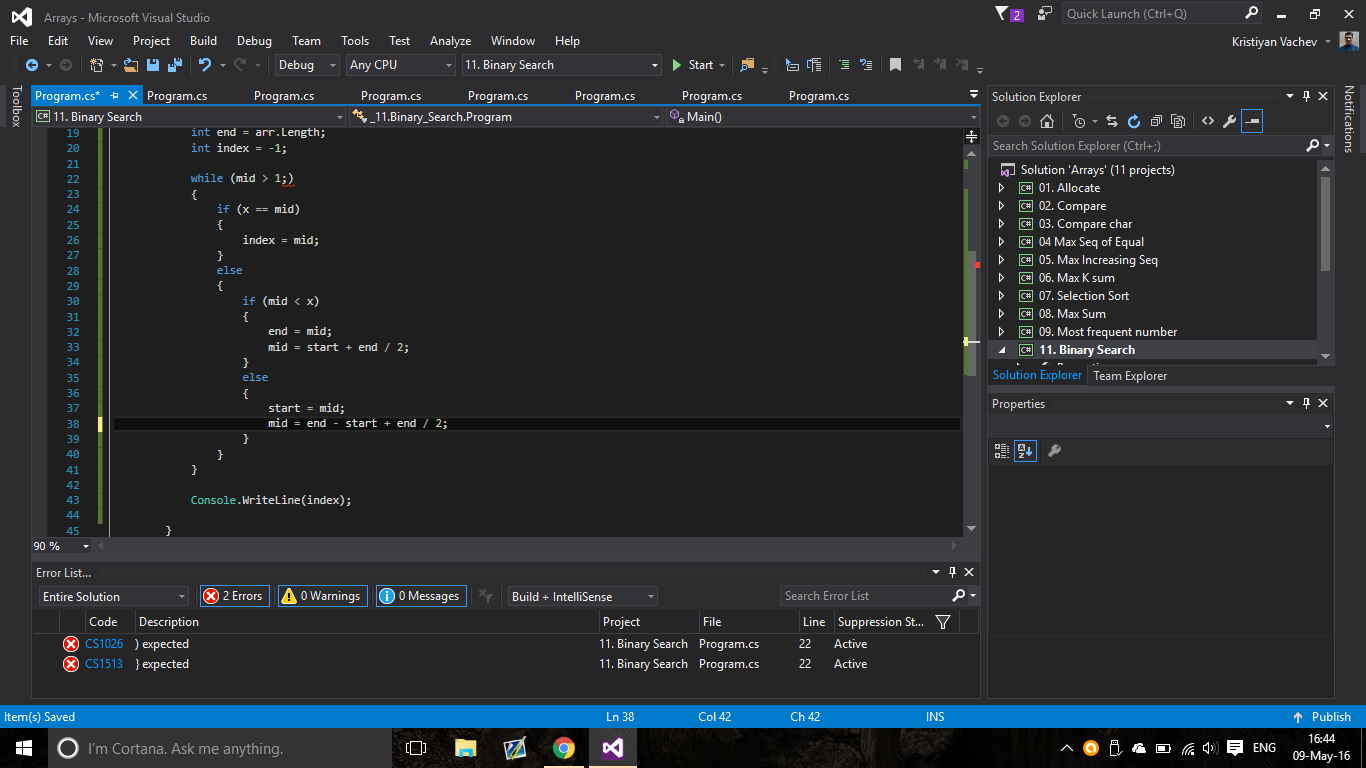 Arrays - Microsoft Visual Studio
2
Quick Launch (Ctrl+Q)
File Edit View Project Build Debug Team Tools Test Analyze Window Help
Kristiyan Vachev
Debug Any CPU 11. Binary Search Start
Toolbox
Program.cs* Program.cs Program.cs Program.cs Program.cs Program.cs Program.cs Program.cs
C# 11. Binary Search _11.Binary_Search.Program Main()
19 int end = arr.Length;
20 int index = -1;
21
22 while (mid > 1;)
23 {
24 if (x == mid)
25 {
26 index = mid;
27 }
28 else
29 {
30 if (mid < x)
31 {
32 end = mid;
33 mid = start + end / 2;
34 }
35 else
36 {
37 start = mid;
38 mid = end - start + end / 2;
39 }
40 }
41 }
42
43 Console.WriteLine(index);
44
45 }
90 %
Solution Explorer
Search Solution Explorer (Ctrl+;)
Solution 'Arrays' (11 projects)
C# 01. Allocate
C# 02. Compare
C# 03. Compare char
C# 04 Max Seq of Equal
C# 05. Max Increasing Seq
C# 06. Max K sum
C# 07. Selection Sort
C# 08. Max Sum
C# 09. Most frequent number
C# 11. Binary Search
Solution Explorer Team Explorer
Notifications
Properties
Error List...
Entire Solution 2 Errors 0 Warnings 0 Messages Build + IntelliSense Search Error List
Code Description Project File Line Suppression St...
CS1026 ) expected 11. Binary Search Program.cs 22 Active
CS1513 } expected 11. Binary Search Program.cs 22 Active
Item(s) Saved Ln 38 Col 42 Ch 42 INS Publish
I'm Cortana. Ask me anything.
ENG
16:44
09-May-16